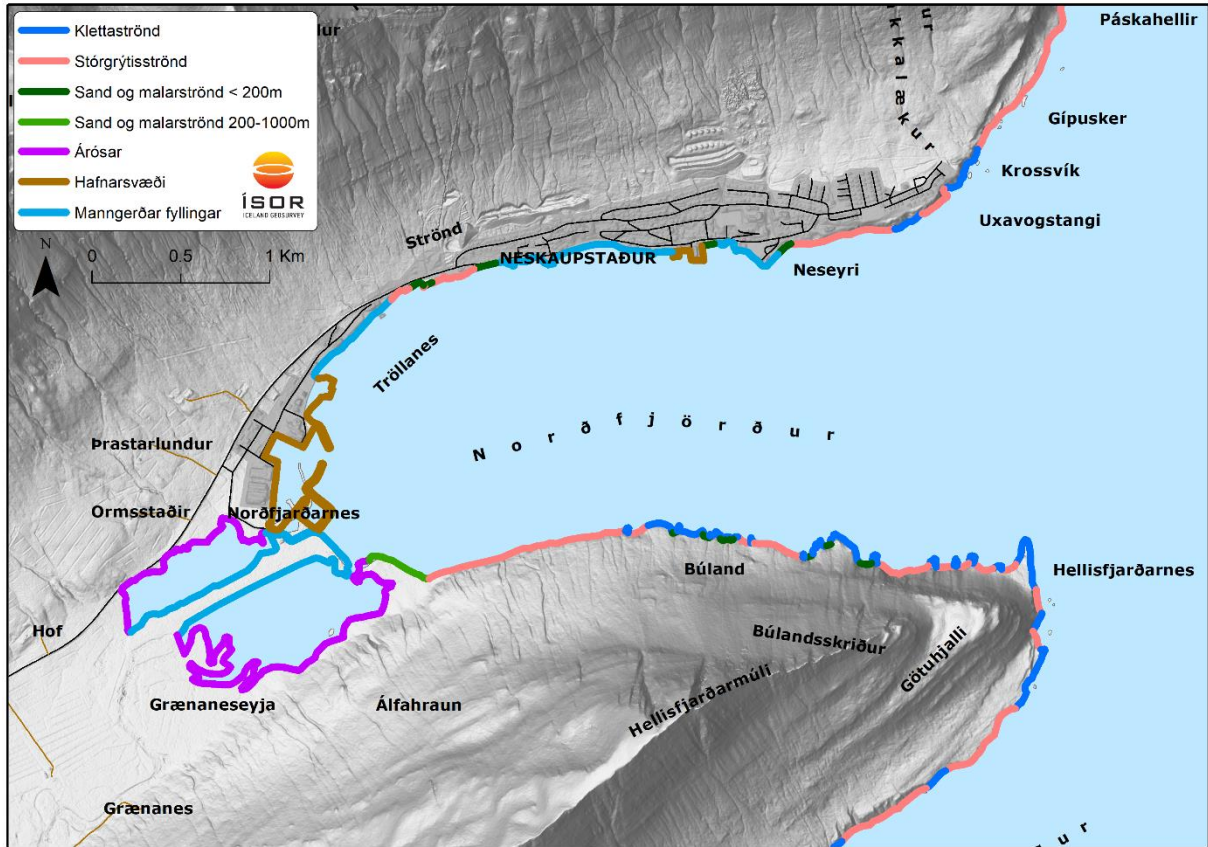 Klettaströnd
Stórgrýtisströnd
Sand og malarströnd < 200m
Sand og malarströnd 200-1000m
Árósar
Hafnarsvæði
Manngerðar fyllingar
ÍSOR
ICELAND GEOSURVEY
N
0 0.5 1 Km
Páskahellir
Gípusker
Krossvík
Uxavogstangi
Strönd
NESKAUPSTAÐUR
Neseyri
Tröllanes
Norðfjörður
Þrastarlundur
Ormsstaðir
Norðfjarðarnes
Búland
Hellisfjarðarnes
Hof
Búlandsskriður
Götuhjalli
Grænaneseyja
Álfahraun
Hellisfjarðarmúli
Grænanes